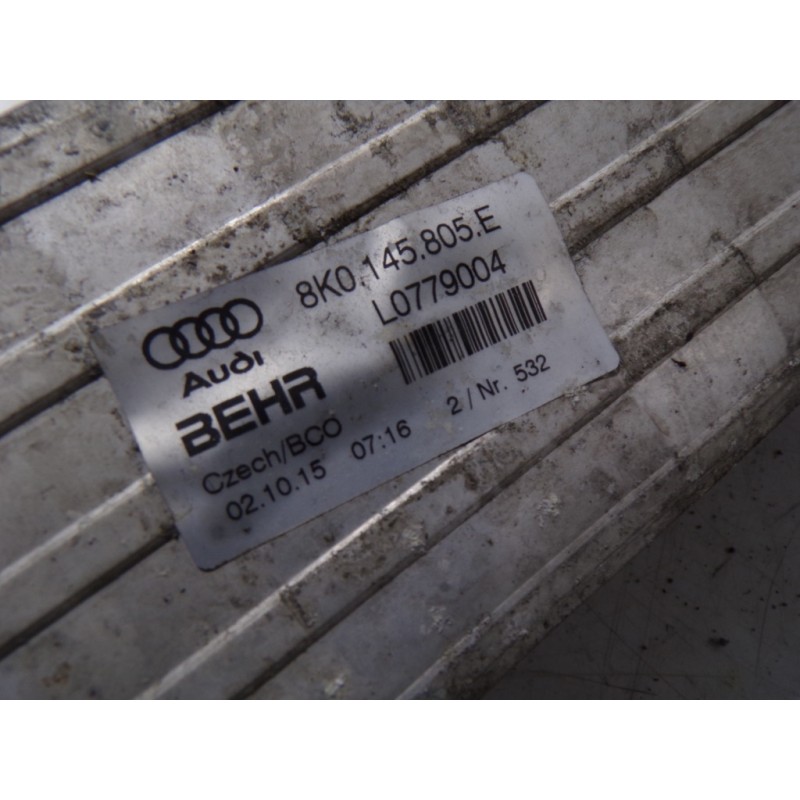 8K0.145.805.E
L0779004
Audi
BEHR
Czech/BCO
02.10.15 07:16 2 / Nr. 532